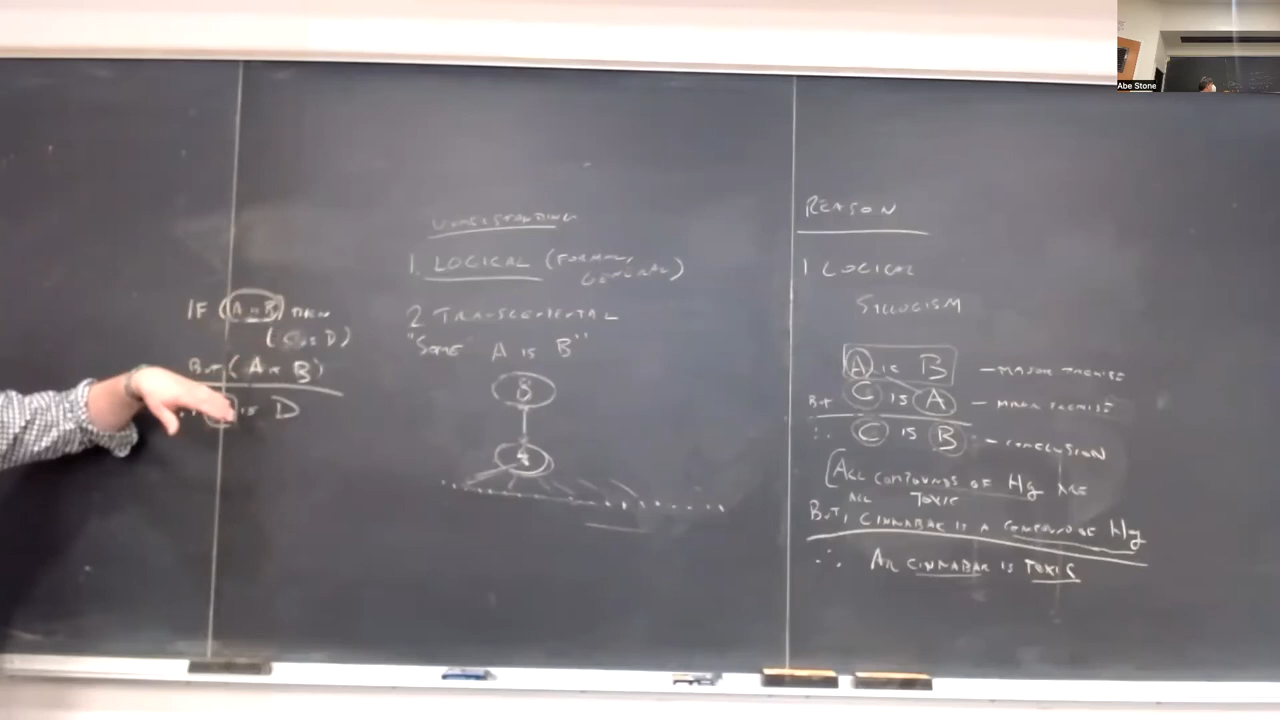 IF (A is B) THEN
(C is D)
BUT (A is B)
is D
UNDERSTANDING
1. LOGICAL (FORMAL,
GENERAL)
2 TRANSCENDENTAL
"SOME A IS B"
B
A
REASON
1 LOGICAL
SYLLOGISM
A is B - MAJOR PREMISE
BUT C IS A - MINOR PREMISE
∴ C IS B - CONCLUSION
ALL COMPOUNDS OF Hg ARE
TOXIC
ALL
BUT, CINNABAR IS A COMPOUND OF Hg
∴ ALL CINNABAR IS TOXIC
Abe Stone